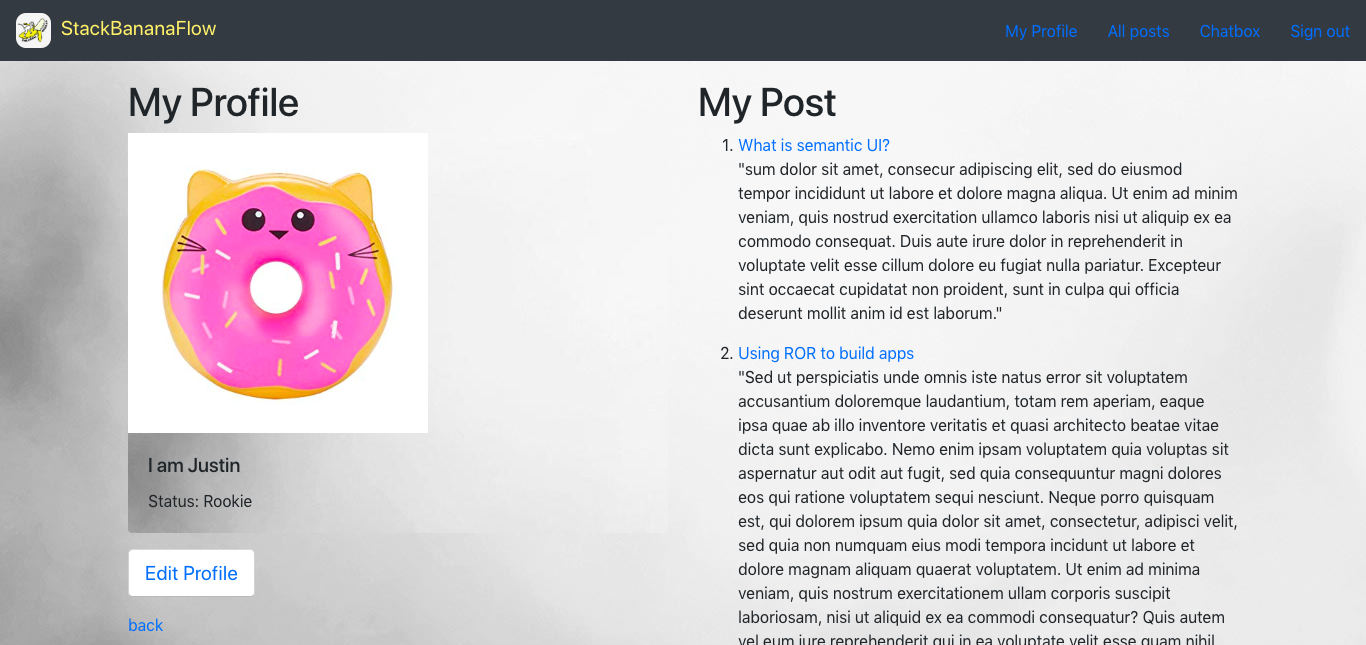 StackBananaFlow
My Profile
All posts
Chatbox
Sign out
My Profile
I am Justin
Status: Rookie
Edit Profile
back
My Post
1. What is semantic UI?
"sum dolor sit amet, consecur adipiscing elit, sed do eiusmod
tempor incididunt ut labore et dolore magna aliqua. Ut enim ad minim
veniam, quis nostrud exercitation ullamco laboris nisi ut aliquip ex ea
commodo consequat. Duis aute irure dolor in reprehenderit in
voluptate velit esse cillum dolore eu fugiat nulla pariatur. Excepteur
sint occaecat cupidatat non proident, sunt in culpa qui officia
deserunt mollit anim id est laborum."
2. Using ROR to build apps
"Sed ut perspiciatis unde omnis iste natus error sit voluptatem
accusantium doloremque laudantium, totam rem aperiam, eaque
ipsa quae ab illo inventore veritatis et quasi architecto beatae vitae
dicta sunt explicabo. Nemo enim ipsam voluptatem quia voluptas sit
aspernatur aut odit aut fugit, sed quia consequuntur magni dolores
eos qui ratione voluptatem sequi nesciunt. Neque porro quisquam
est, qui dolorem ipsum quia dolor sit amet, consectetur, adipisci velit,
sed quia non numquam eius modi tempora incidunt ut labore et
dolore magnam aliquam quaerat voluptatem. Ut enim ad minima
veniam, quis nostrum exercitationem ullam corporis suscipit
laboriosam, nisi ut aliquid ex ea commodi consequatur? Quis autem
vel eum iure reprehenderit qui in ea voluptate velit esse quam nihil